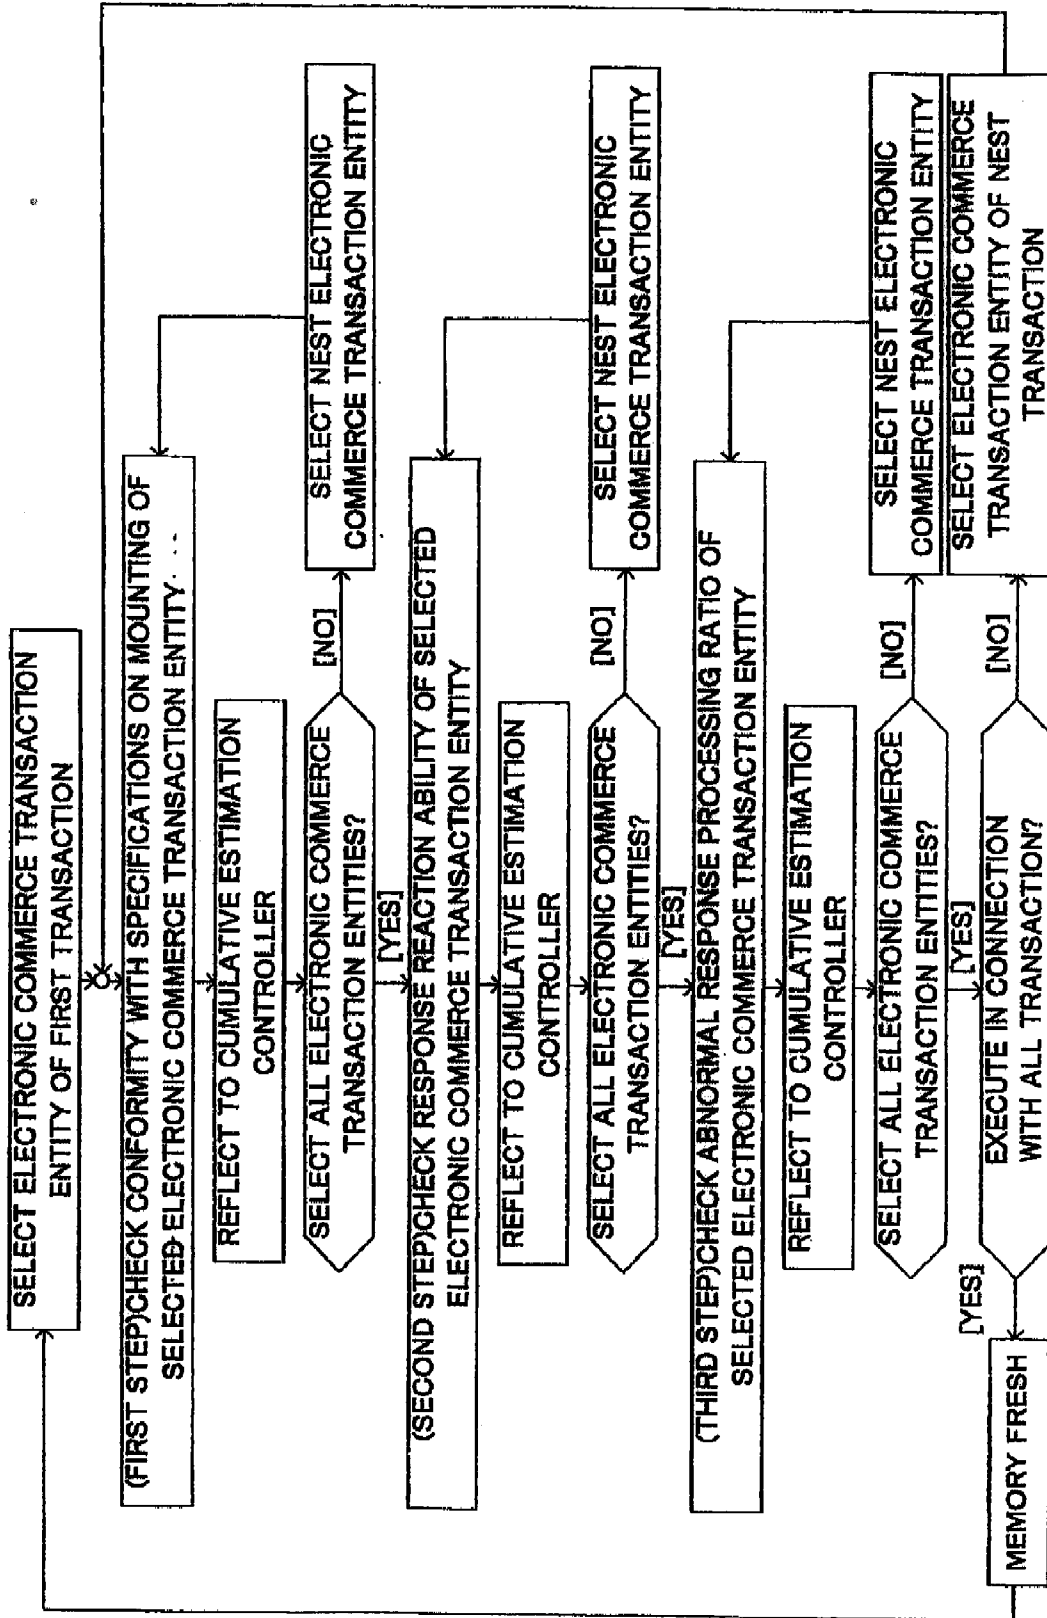 SELECT ELECTRONIC COMMERCE TRANSACTION
ENTITY OF FIRST TRANSACTION
(FIRST STEP)CHECK CONFORMITY WITH SPECIFICATIONS ON MOUNTING OF
SELECTED ELECTRONIC COMMERCE TRANSACTION ENTITY
REFLECT TO CUMULATIVE ESTIMATION
CONTROLLER
SELECT ALL ELECTRONIC COMMERCE
TRANSACTION ENTITIES?
[NO]
SELECT NEST ELECTRONIC
COMMERCE TRANSACTION ENTITY
[YES]
(SECOND STEP)CHECK RESPONSE REACTION ABILITY OF SELECTED
ELECTRONIC COMMERCE TRANSACTION ENTITY
REFLECT TO CUMULATIVE ESTIMATION
CONTROLLER
SELECT ALL ELECTRONIC COMMERCE
TRANSACTION ENTITIES?
[NO]
SELECT NEST ELECTRONIC
COMMERCE TRANSACTION ENTITY
[YES]
(THIRD STEP)CHECK ABNORMAL RESPONSE PROCESSING RATIO OF
SELECTED ELECTRONIC COMMERCE TRANSACTION ENTITY
REFLECT TO CUMULATIVE ESTIMATION
CONTROLLER
SELECT ALL ELECTRONIC COMMERCE
TRANSACTION ENTITIES?
[NO]
SELECT NEST ELECTRONIC
COMMERCE TRANSACTION ENTITY
[YES]
EXECUTE IN CONNECTION
WITH ALL TRANSACTION?
[NO]
SELECT ELECTRONIC COMMERCE
TRANSACTION ENTITY OF NEST
TRANSACTION
[YES]
MEMORY FRESH